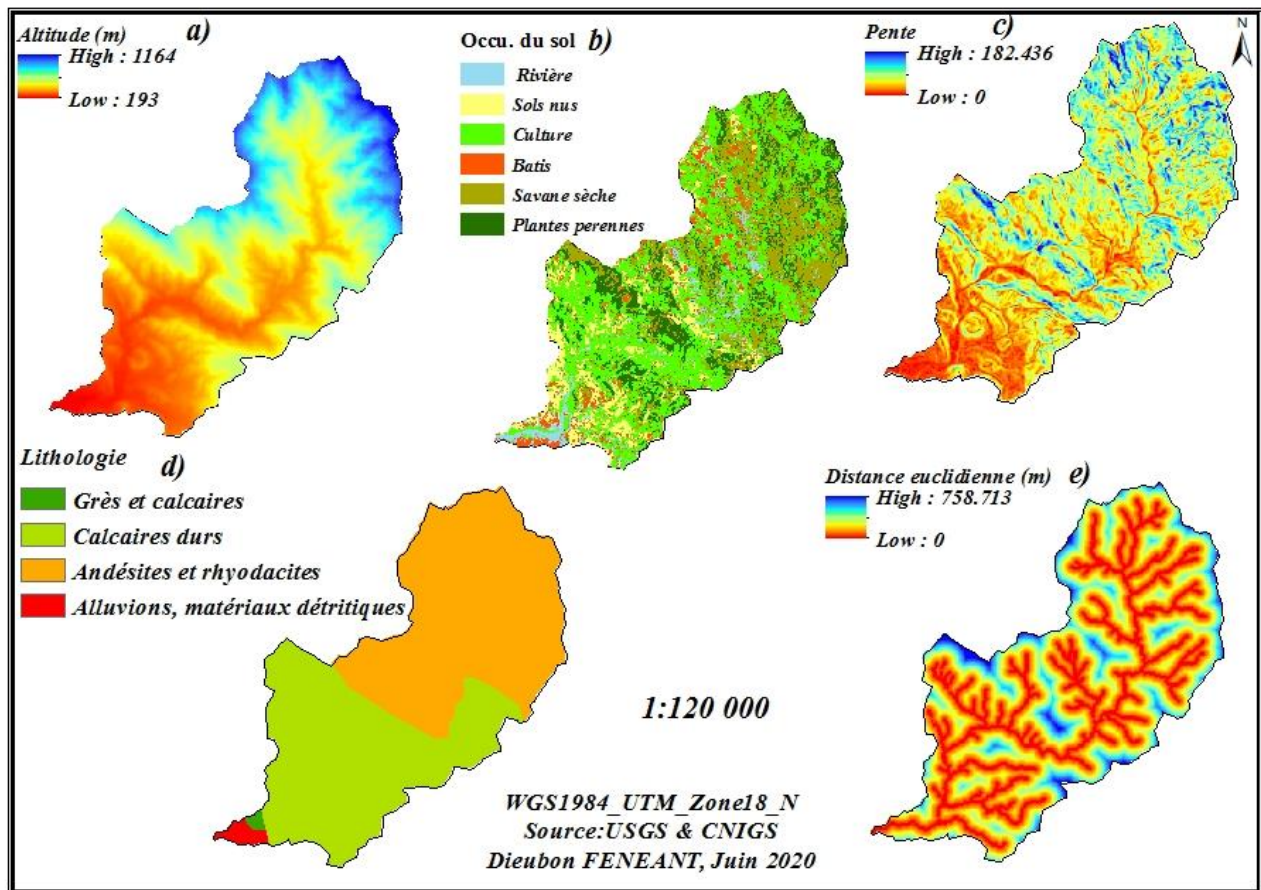 a)
Altitude (m)
High : 1164
Low : 193
b)
Occu. du sol
Rivière
Sols nus
Culture
Batis
Savane sèche
Plantes perennes
c)
Pente
High : 182.436
Low : 0
N
d)
Lithologie
Grès et calcaires
Calcaires durs
Andésites et rhyodacites
Alluvions, matériaux détritiques
e)
Distance euclidienne (m)
High : 758.713
Low : 0
1:120 000
WGS1984_UTM_Zone18_N
Source:USGS & CNIGS
Dieubon FENEANT, Juin 2020